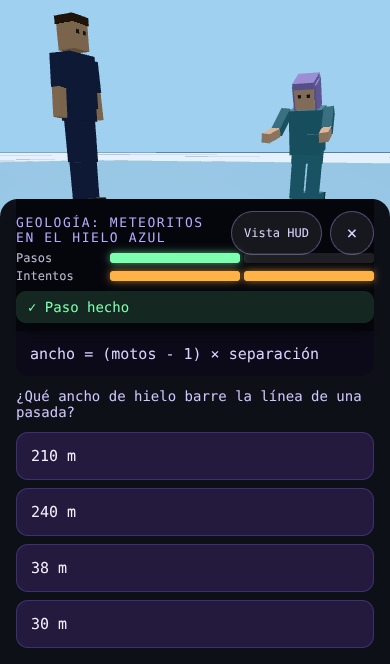 GEOLOGÍA: METEORITOS
EN EL HIELO AZUL
Vista HUD
×
Pasos
Intentos
✓ Paso hecho
ancho = (motos - 1) × separación
¿Qué ancho de hielo barre la línea de una
pasada?
210 m
240 m
38 m
30 m